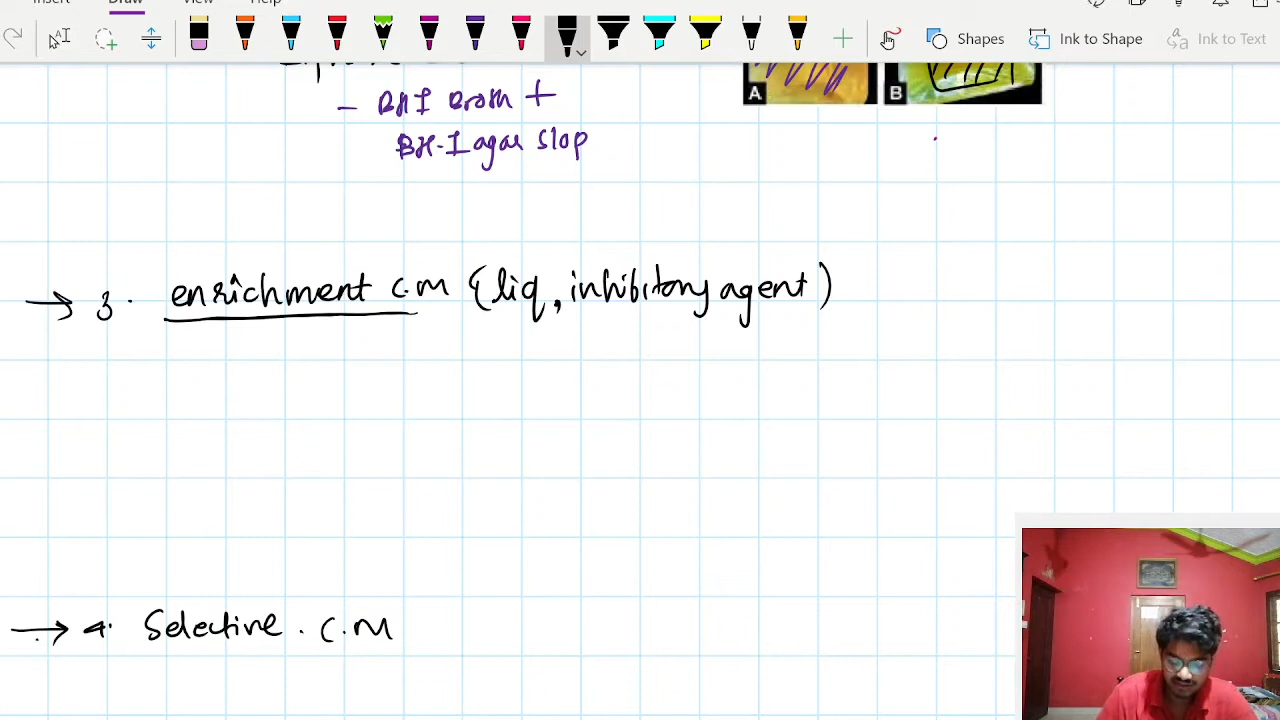 Insert Draw View
Shapes Ink to Shape Ink to Text
A B
- BHI Broth +
BH-I agar slop
→ 3. enrichment C.M {liq, inhibitory agent)
→ 4. Selective. C.M